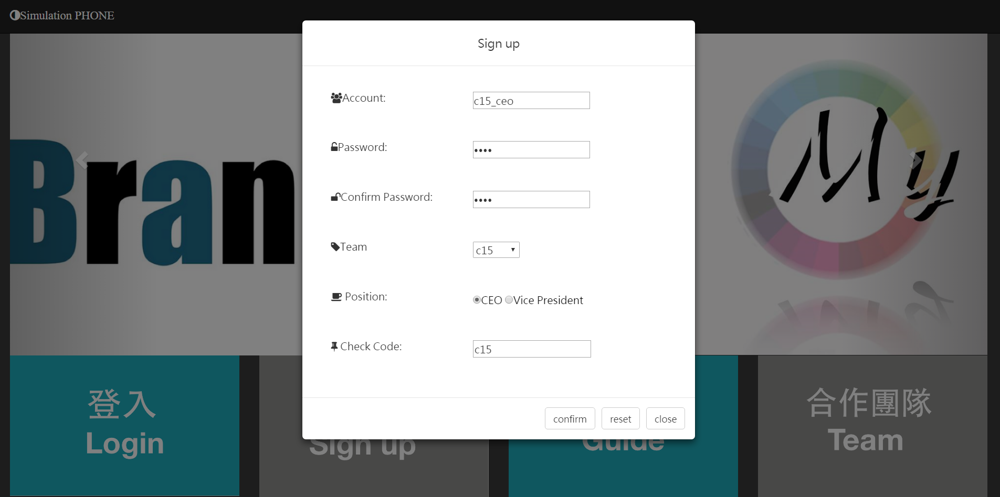 Simulation PHONE
Sign up
Account:
c15_ceo
Password:
••••
Confirm Password:
••••
Team
c15
Position:
CEO Vice President
Check Code:
c15
confirm reset close
Bran
My
登入
Login
Sign up
Guide
合作團隊
Team